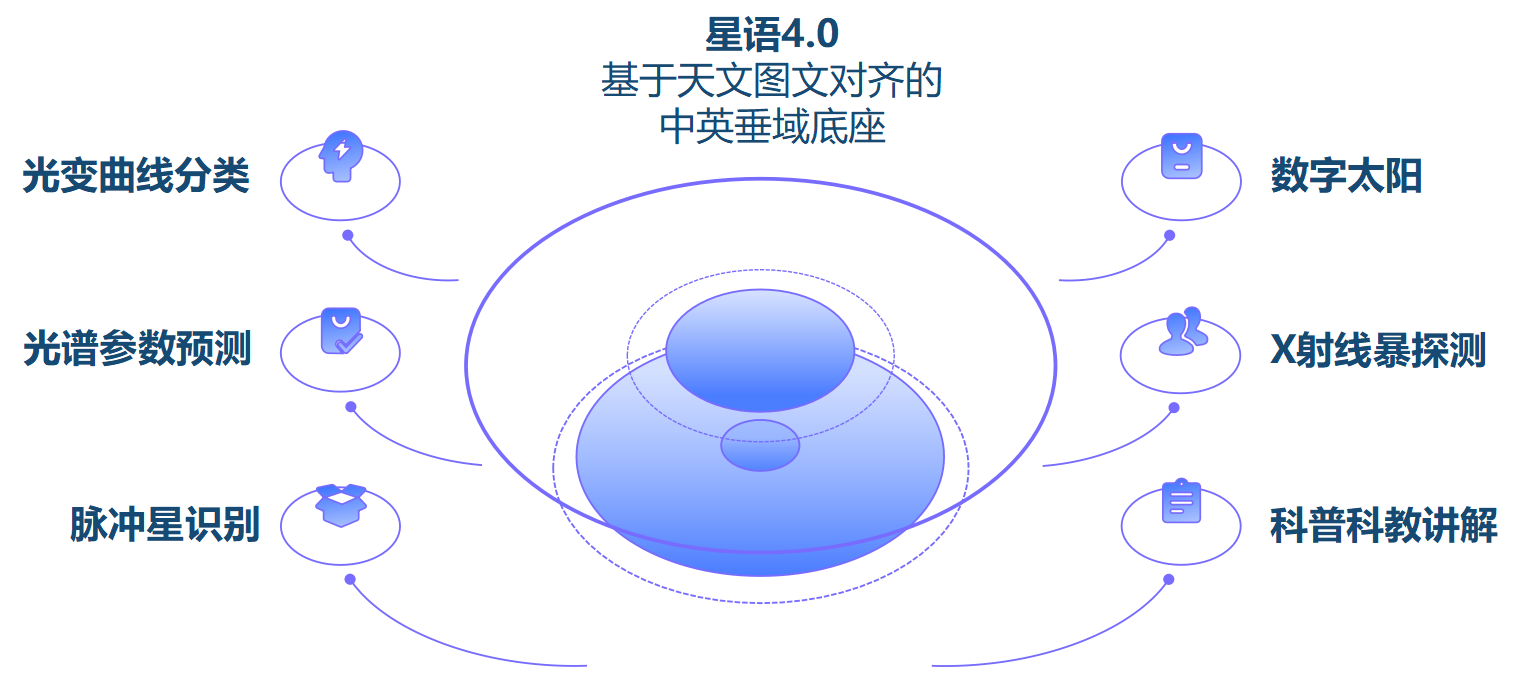 星语4.0
基于天文图文对齐的
中英垂域底座
光变曲线分类
光谱参数预测
脉冲星识别
数字太阳
X射线暴探测
科普科教讲解